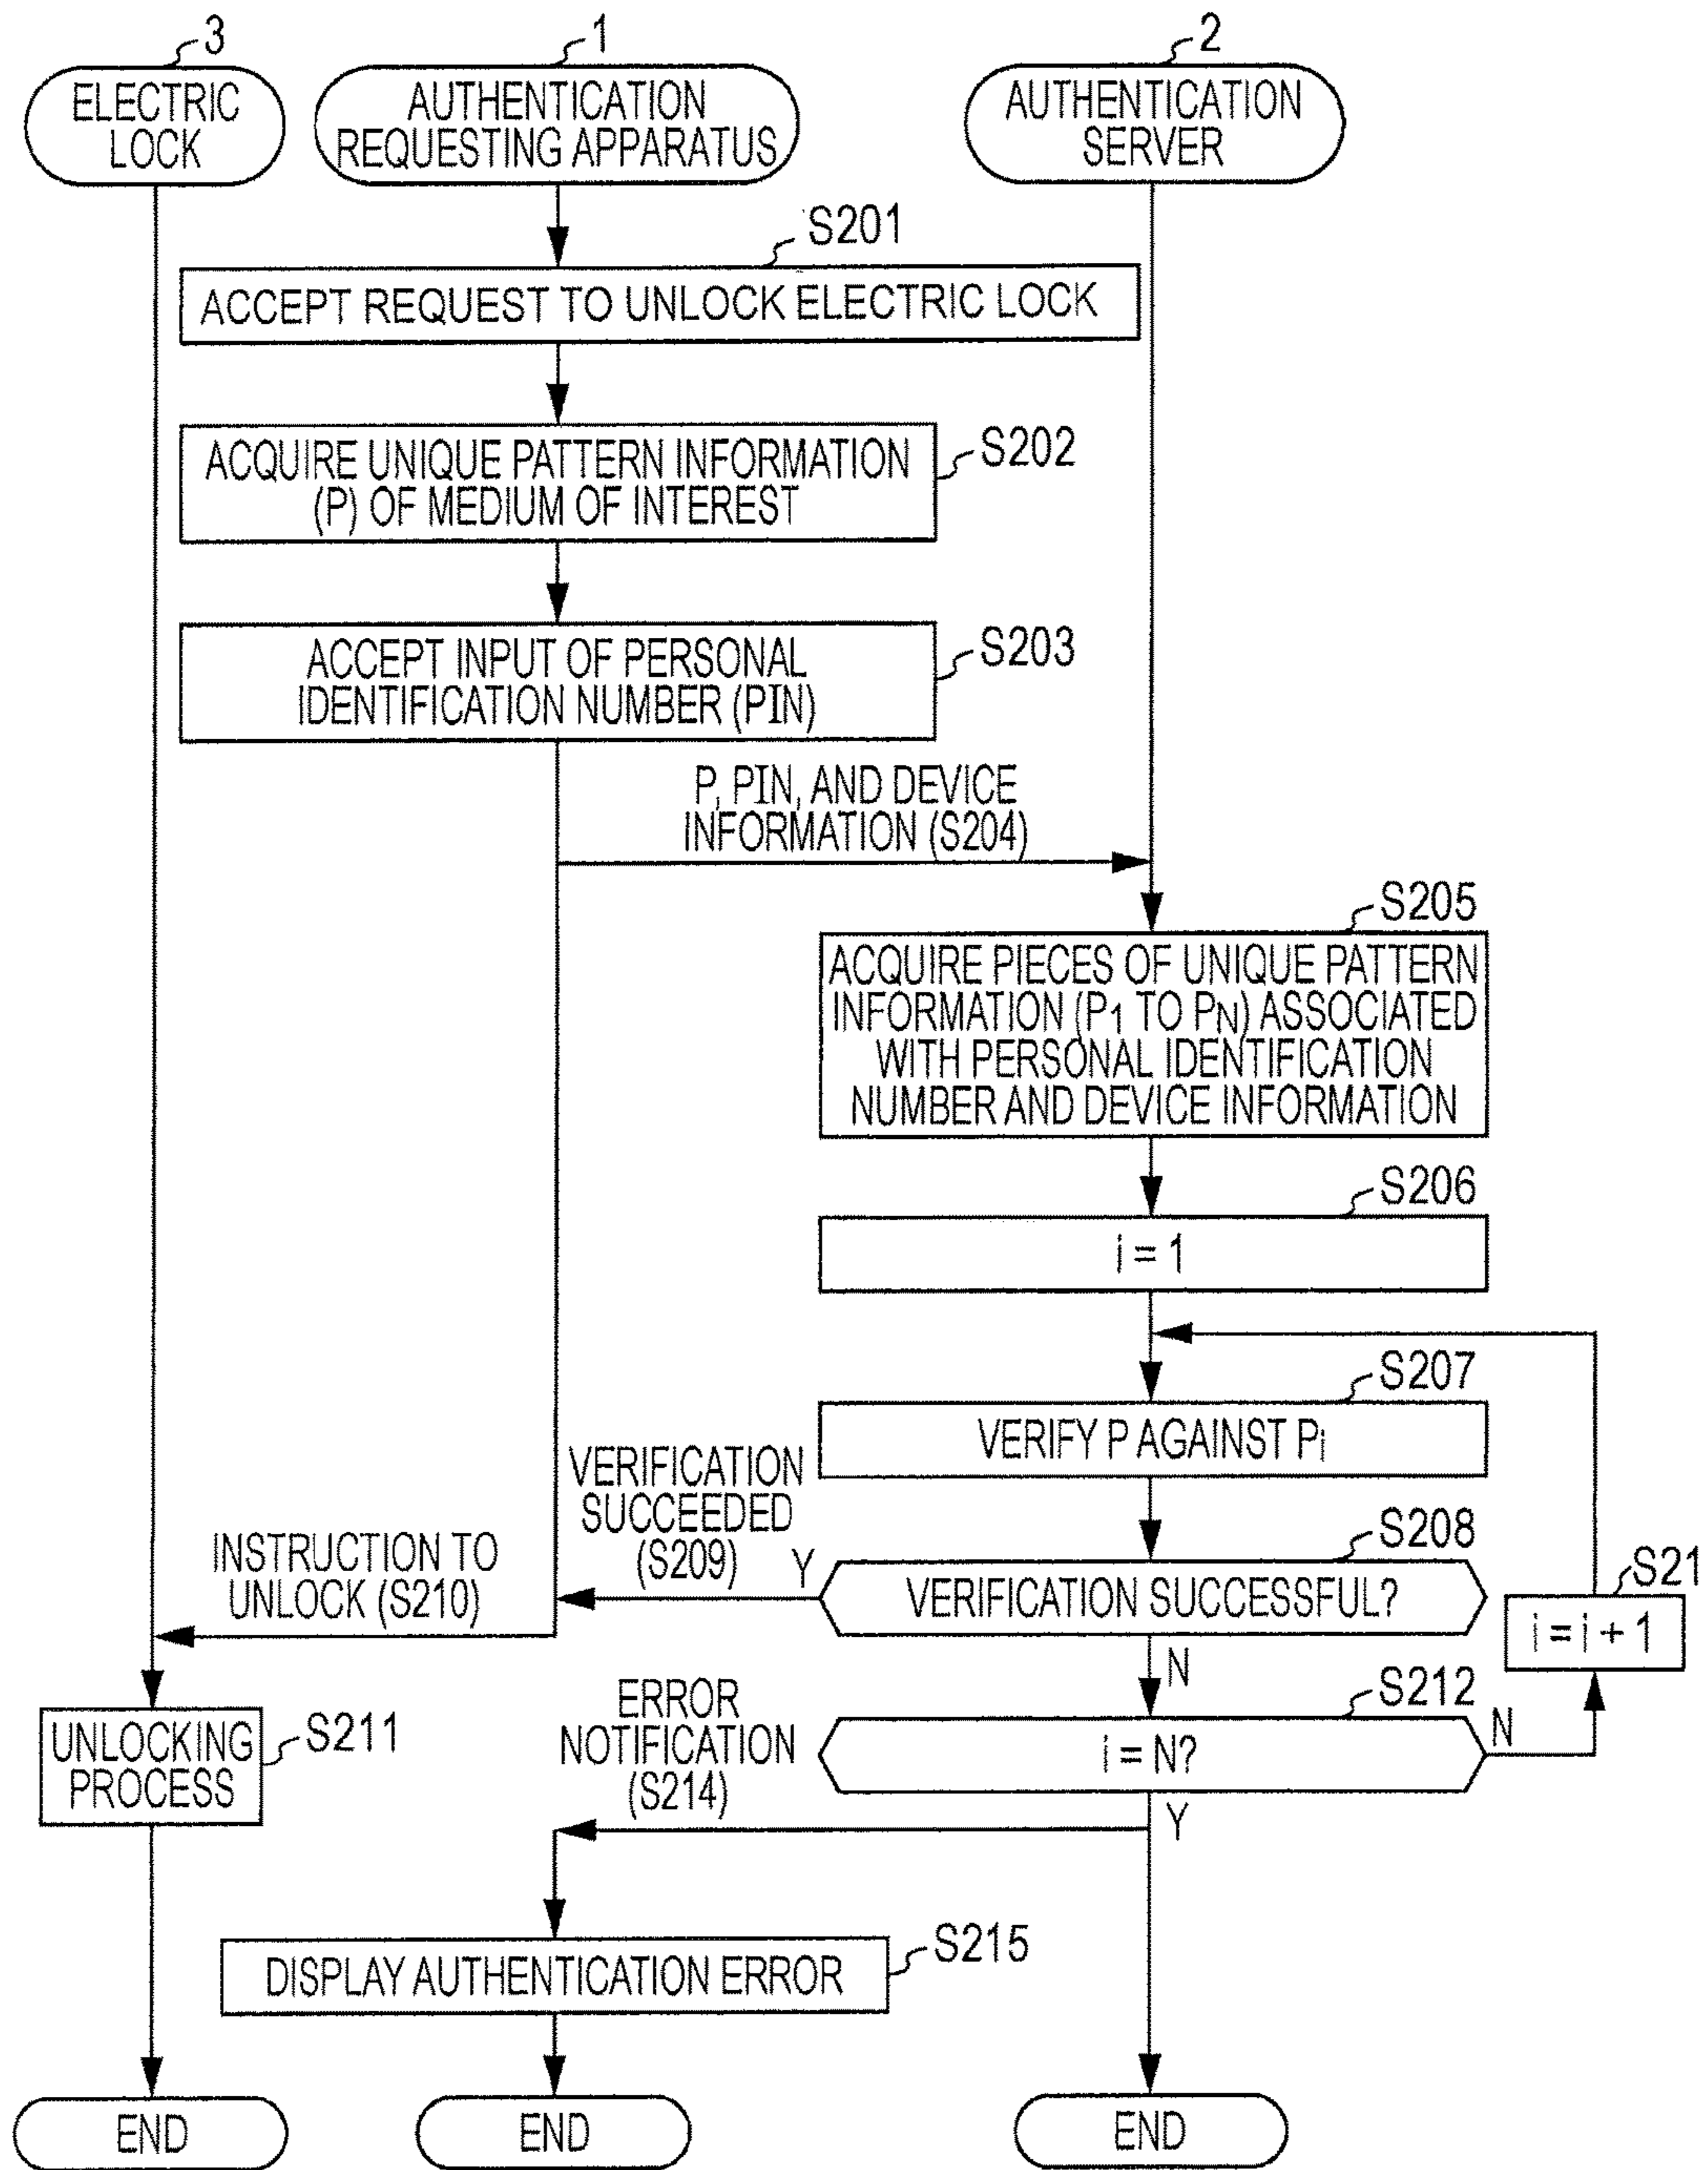 3
1
2
ELECTRIC
LOCK
AUTHENTICATION
REQUESTING APPARATUS
AUTHENTICATION
SERVER
S201
ACCEPT REQUEST TO UNLOCK ELECTRIC LOCK
ACQUIRE UNIQUE PATTERN INFORMATION
(P) OF MEDIUM OF INTEREST
S202
ACCEPT INPUT OF PERSONAL
IDENTIFICATION NUMBER (PIN)
S203
P, PIN, AND DEVICE
INFORMATION (S204)
S205
ACQUIRE PIECES OF UNIQUE PATTERN
INFORMATION (P1 TO PN) ASSOCIATED
WITH PERSONAL IDENTIFICATION
NUMBER AND DEVICE INFORMATION
S206
i = 1
S207
VERIFY P AGAINST Pi
VERIFICATION
SUCCEEDED
(S209)
Y
S208
VERIFICATION SUCCESSFUL?
INSTRUCTION TO
UNLOCK (S210)
S21
i = i + 1
N
S212
i = N?
N
Y
ERROR
NOTIFICATION
(S214)
UNLOCKING
PROCESS
S211
S215
DISPLAY AUTHENTICATION ERROR
END
END
END